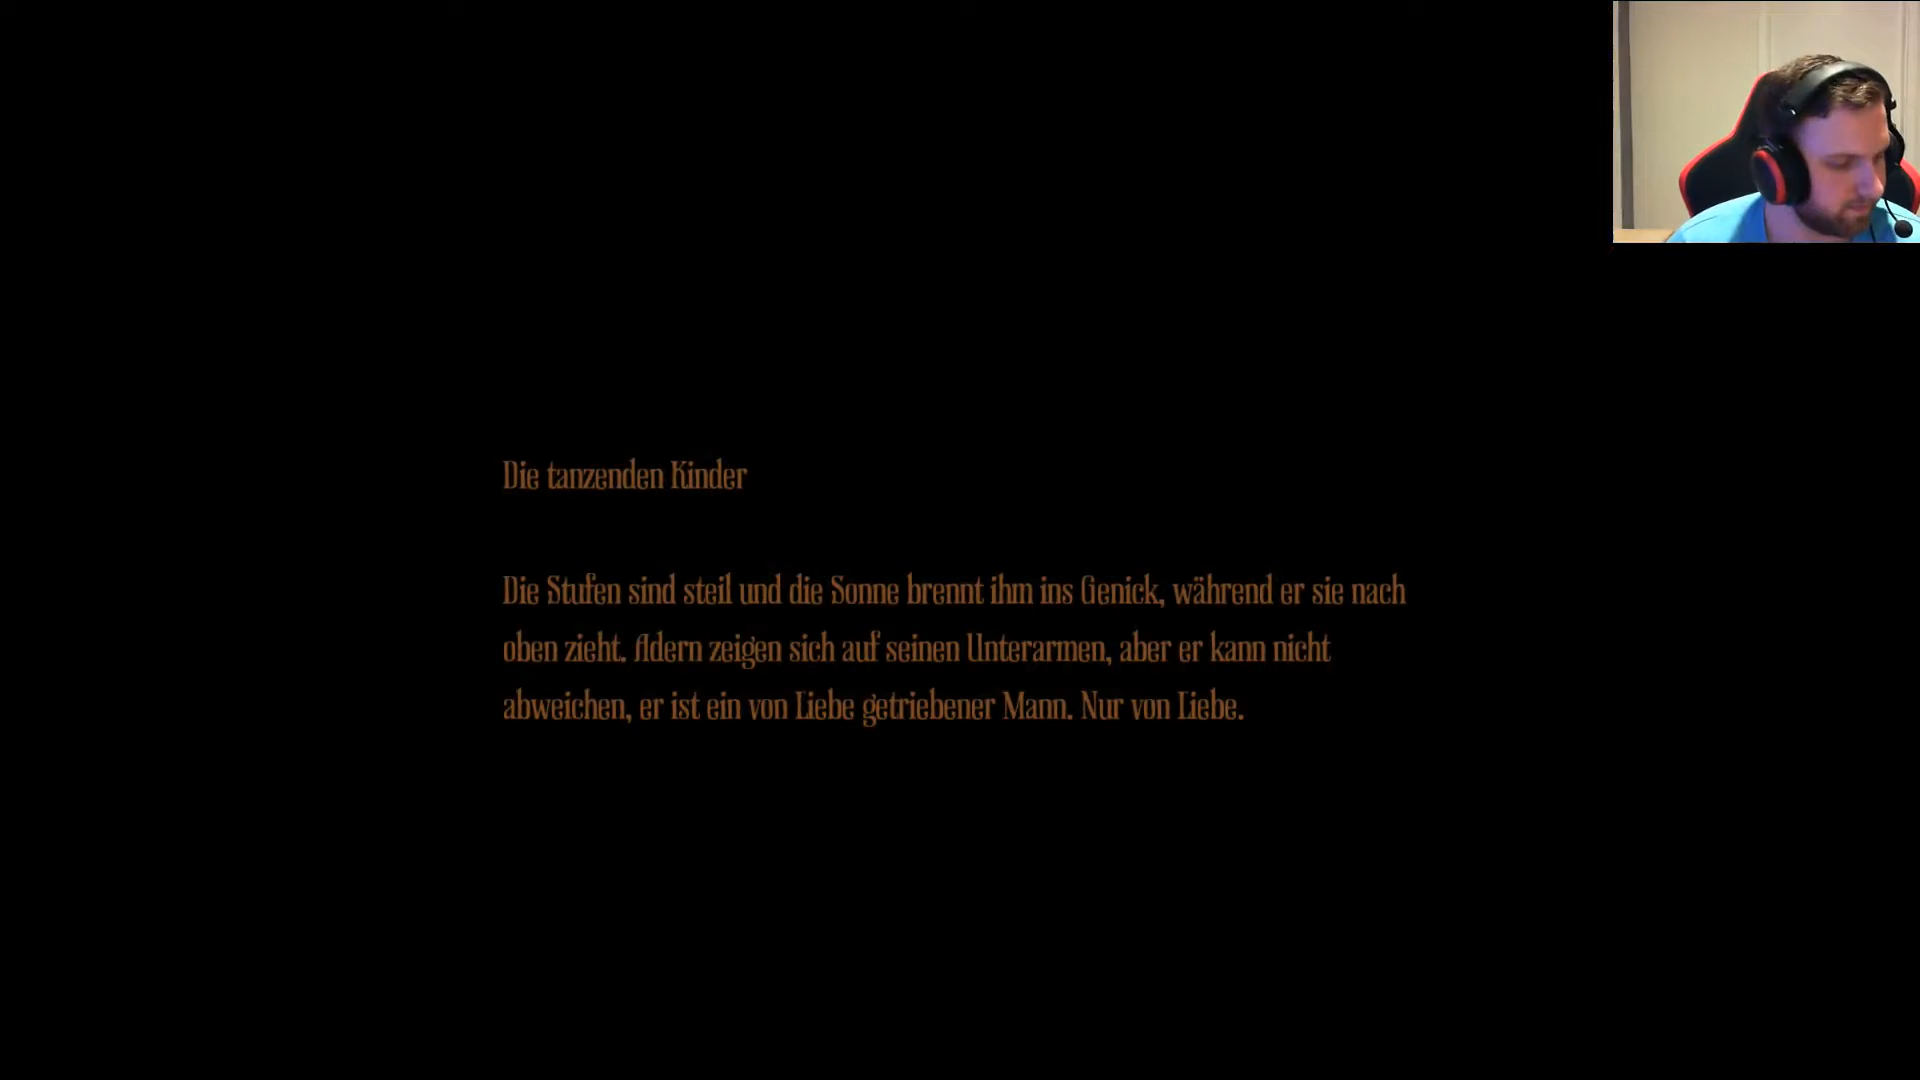 Die tanzenden Kinder
Die Stufen sind steil und die Sonne brennt ihm ins Genick, während er sie nach
oben zieht. Adern zeigen sich auf seinen Unterarmen, aber er kann nicht
abweichen, er ist ein von Liebe getriebener Mann. Nur von Liebe.